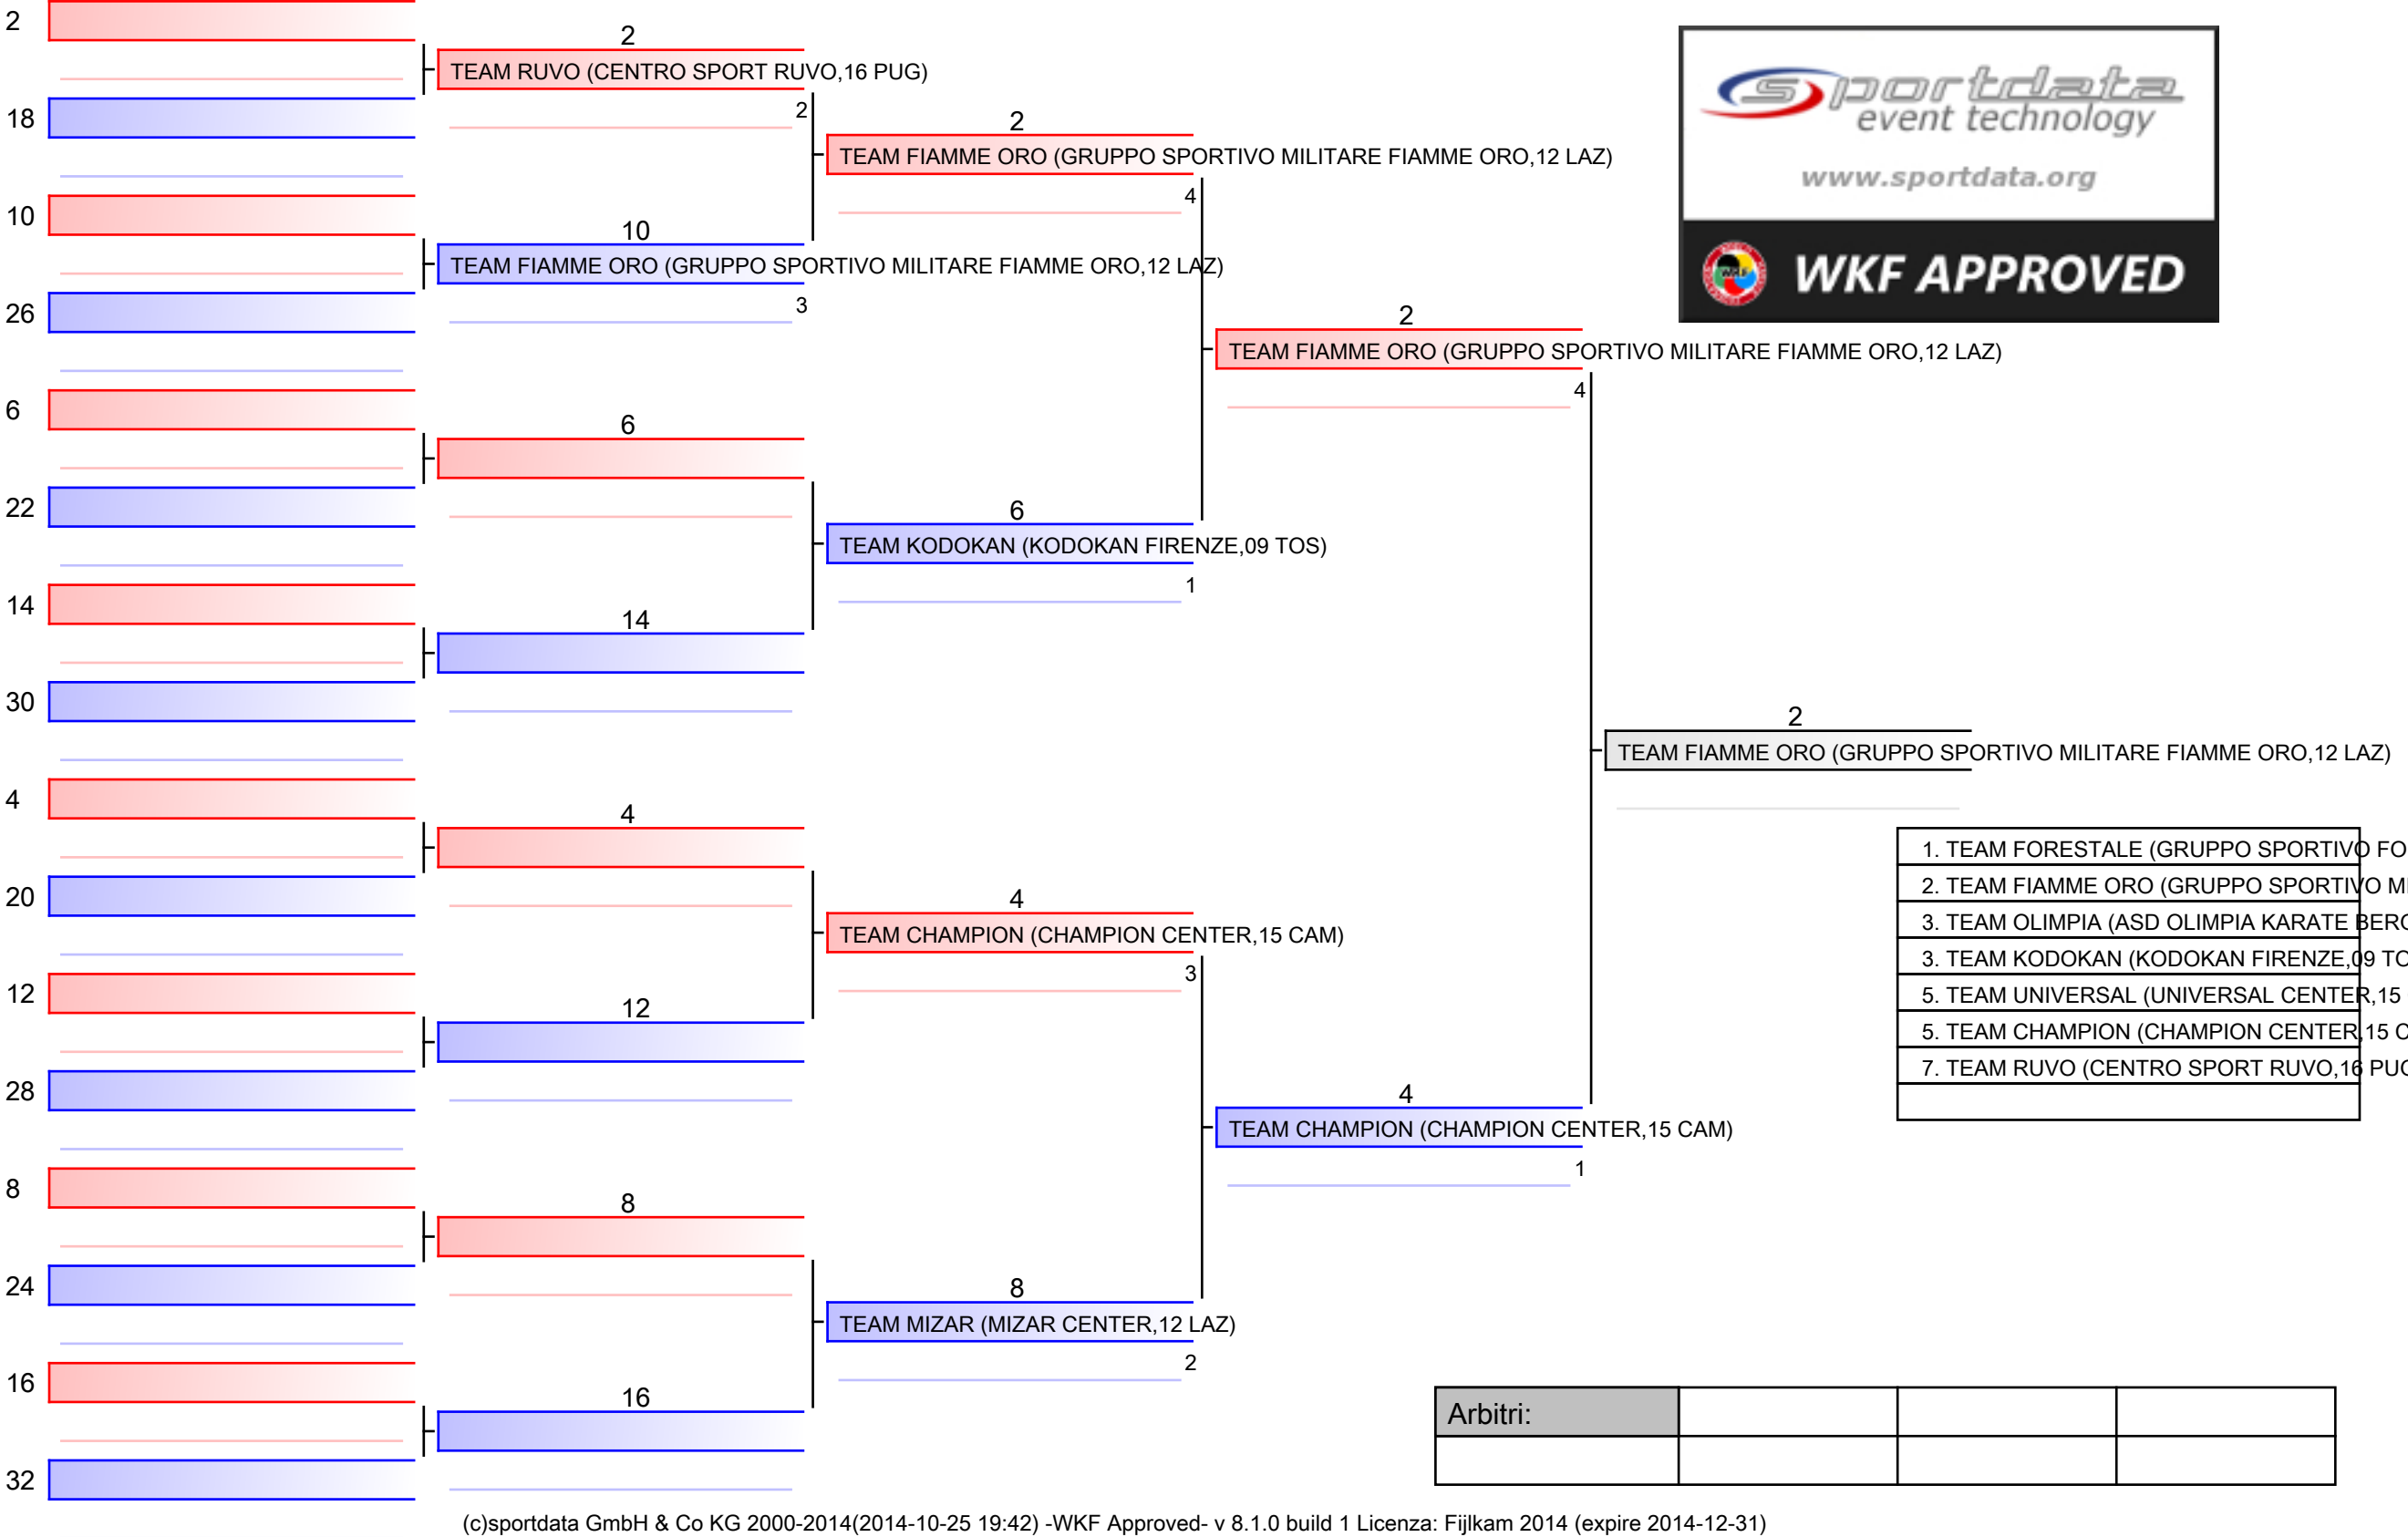 2
2
TEAM RUVO (CENTRO SPORT RUVO,16 PUG)
2
18
2
TEAM FIAMME ORO (GRUPPO SPORTIVO MILITARE FIAMME ORO,12 LAZ)
4
10
10
TEAM FIAMME ORO (GRUPPO SPORTIVO MILITARE FIAMME ORO,12 LAZ)
3
26
2
TEAM FIAMME ORO (GRUPPO SPORTIVO MILITARE FIAMME ORO,12 LAZ)
4
6
6
22
6
TEAM KODOKAN (KODOKAN FIRENZE,09 TOS)
1
14
14
30
2
TEAM FIAMME ORO (GRUPPO SPORTIVO MILITARE FIAMME ORO,12 LAZ)
4
4
20
4
TEAM CHAMPION (CHAMPION CENTER,15 CAM)
3
12
12
28
4
TEAM CHAMPION (CHAMPION CENTER,15 CAM)
1
8
8
24
8
TEAM MIZAR (MIZAR CENTER,12 LAZ)
2
16
16
32
sportdata
event technology
www.sportdata.org
WKF
WKF APPROVED
1. TEAM FORESTALE (GRUPPO SPORTIVO FO
2. TEAM FIAMME ORO (GRUPPO SPORTIVO MI
3. TEAM OLIMPIA (ASD OLIMPIA KARATE BERG
3. TEAM KODOKAN (KODOKAN FIRENZE,09 TO
5. TEAM UNIVERSAL (UNIVERSAL CENTER,15
5. TEAM CHAMPION (CHAMPION CENTER,15 C
7. TEAM RUVO (CENTRO SPORT RUVO,16 PUG
Arbitri:
(c)sportdata GmbH & Co KG 2000-2014(2014-10-25 19:42) -WKF Approved- v 8.1.0 build 1 Licenza: Fijlkam 2014 (expire 2014-12-31)